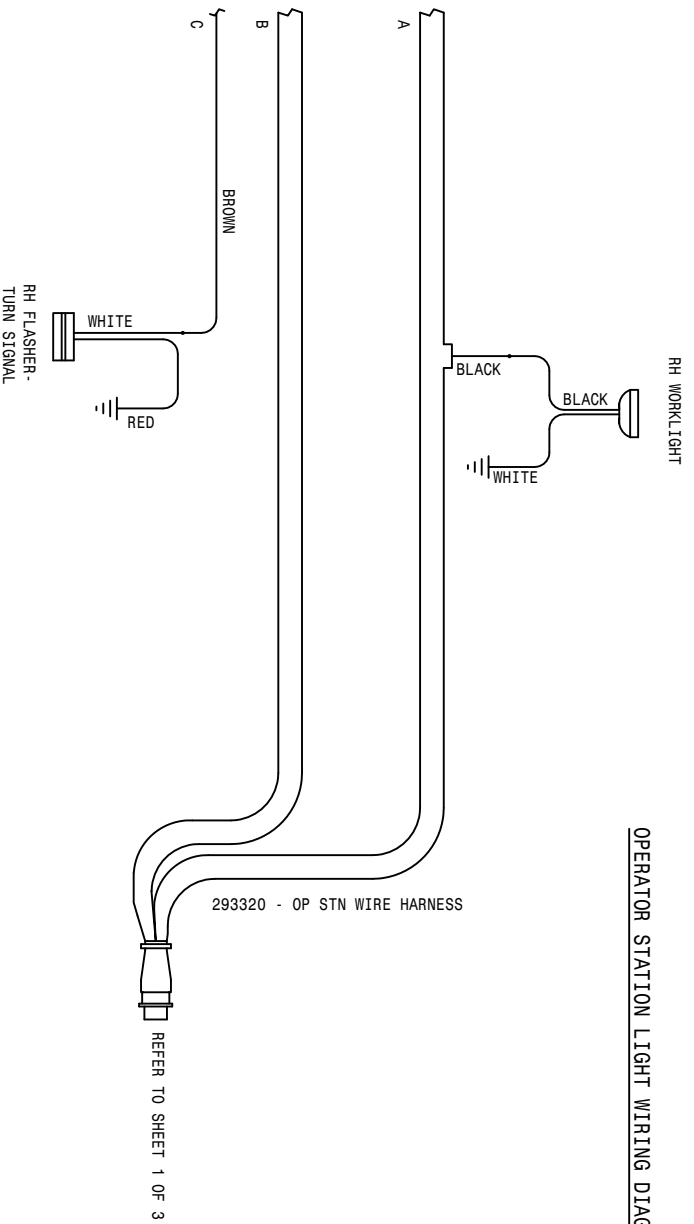 OPERATOR STATION LIGHT WIRING DIAG
RH WORKLIGHT
BLACK
BLACK
WHITE
A
B
C
BROWN
WHITE
RED
RH FLASHER-
TURN SIGNAL
293320 - OP STN WIRE HARNESS
REFER TO SHEET 1 OF 3